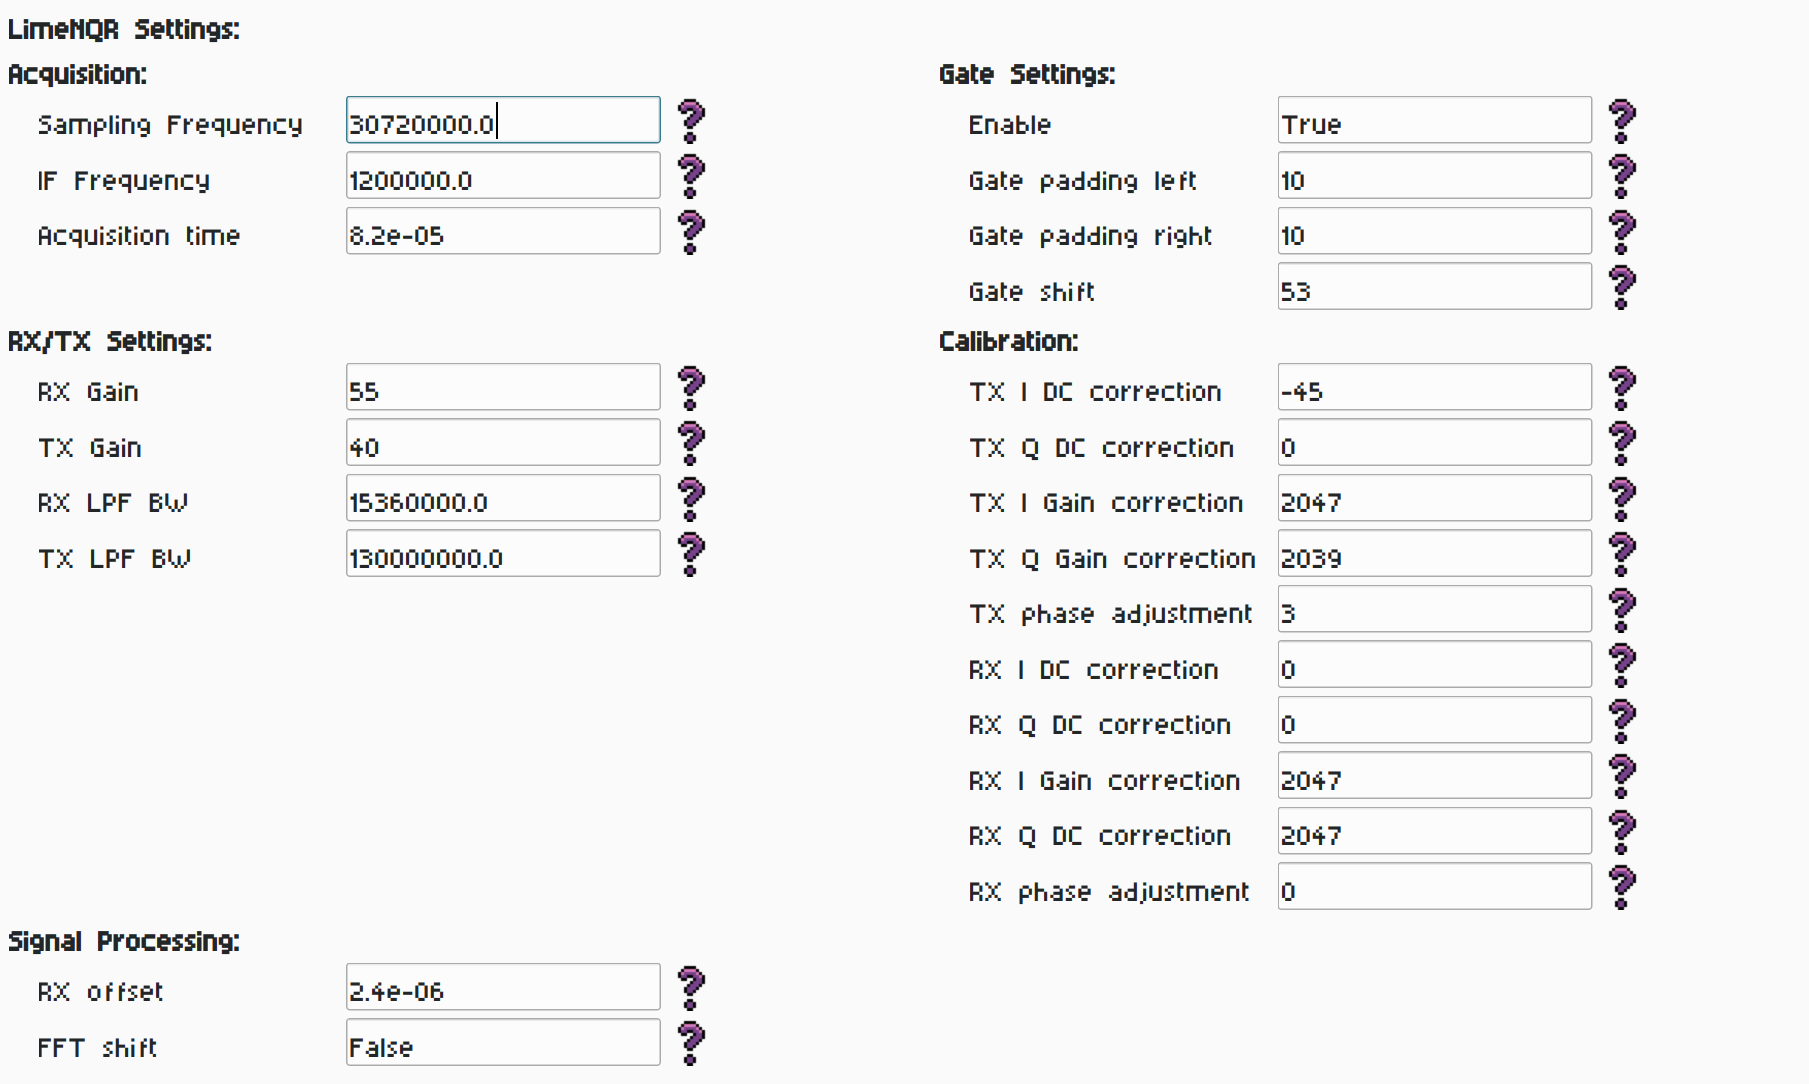 LimeNQR Settings:
Acquisition:
Sampling Frequency 30720000.0
IF Frequency 1200000.0
Acquisition time 8.2e-05
Gate Settings:
Enable True
Gate padding left 10
Gate padding right 10
Gate shift 53
RX/TX Settings:
RX Gain 55
TX Gain 40
RX LPF BW 15360000.0
TX LPF BW 130000000.0
Calibration:
TX I DC correction -45
TX Q DC correction 0
TX I Gain correction 2047
TX Q Gain correction 2039
TX phase adjustment 3
RX I DC correction 0
RX Q DC correction 0
RX I Gain correction 2047
RX Q DC correction 2047
RX phase adjustment 0
Signal Processing:
RX offset 2.4e-06
FFT shift False